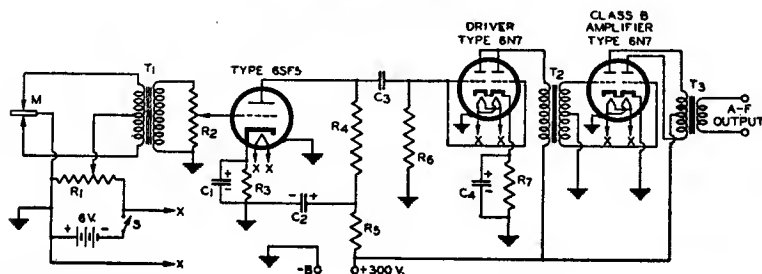 DRIVER
TYPE 6N7
CLASS B
AMPLIFIER
TYPE 6N7
T1
TYPE 6SF5
M
R2
C3
R4
R6
T2
T3
A-F
OUTPUT
R1
6 V.
+
-
S
X
X
C1
+
-
R3
X X
-
+
C2
R5
C4
+
-
R7
X
X
X
X
-B
+300 V.